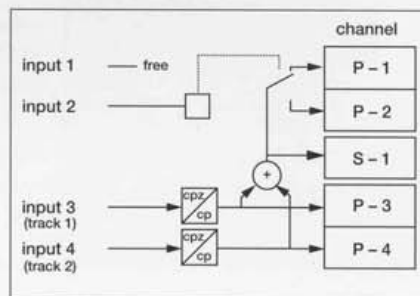 channel
input 1 free P – 1
input 2 P – 2
S – 1
+
input 3 cpz cp P – 3
(track 1)
input 4 cpz cp P – 4
(track 2)